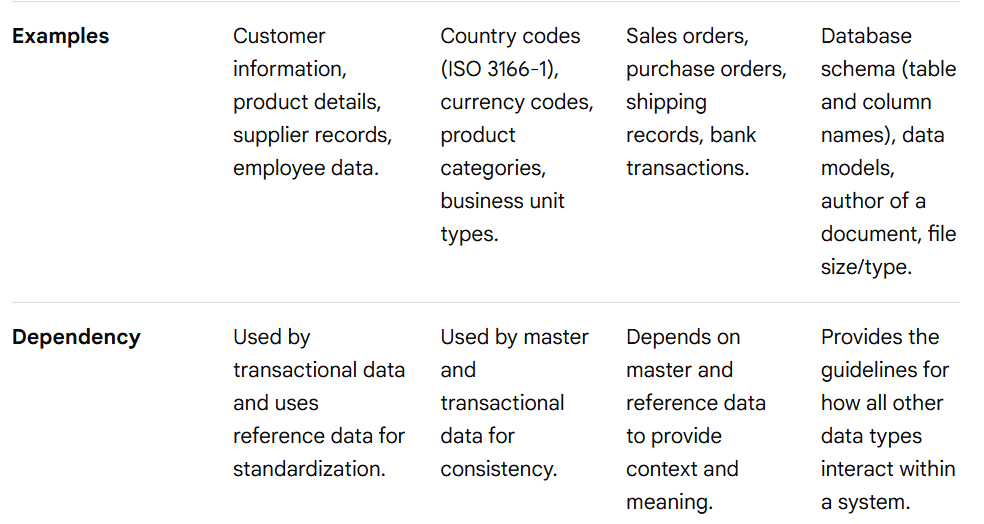 Examples
Customer
information,
product details,
supplier records,
employee data.
Country codes
(ISO 3166-1),
currency codes,
product
categories,
business unit
types.
Sales orders,
purchase orders,
shipping
records, bank
transactions.
Database
schema (table
and column
names), data
models,
author of a
document, file
size/type.
Dependency
Used by
transactional data
and uses
reference data for
standardization.
Used by master
and
transactional
data for
consistency.
Depends on
master and
reference data
to provide
context and
meaning.
Provides the
guidelines for
how all other
data types
interact within
a system.